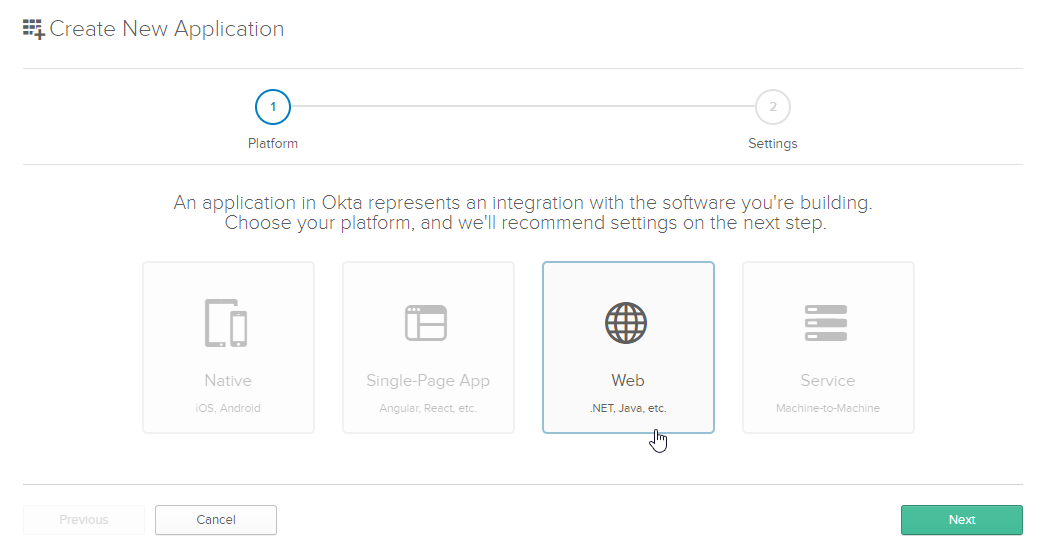 Create New Application
1
2
Platform
Settings
An application in Okta represents an integration with the software you're building.
Choose your platform, and we'll recommend settings on the next step.
Native
iOS, Android
Single-Page App
Angular, React, etc.
Web
.NET, Java, etc.
Service
Machine-to-Machine
Previous
Cancel
Next